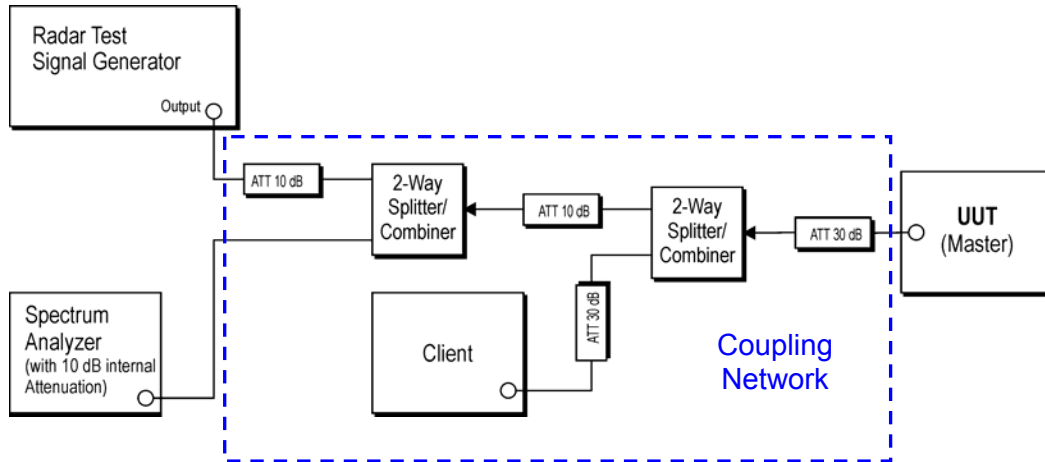 Radar Test
Signal Generator
Output
ATT 10 dB
2-Way
Splitter/
Combiner
ATT 10 dB
2-Way
Splitter/
Combiner
ATT 30 dB
UUT
(Master)
Spectrum
Analyzer
(with 10 dB internal
Attenuation)
Client
ATT 30 dB
Coupling
Network